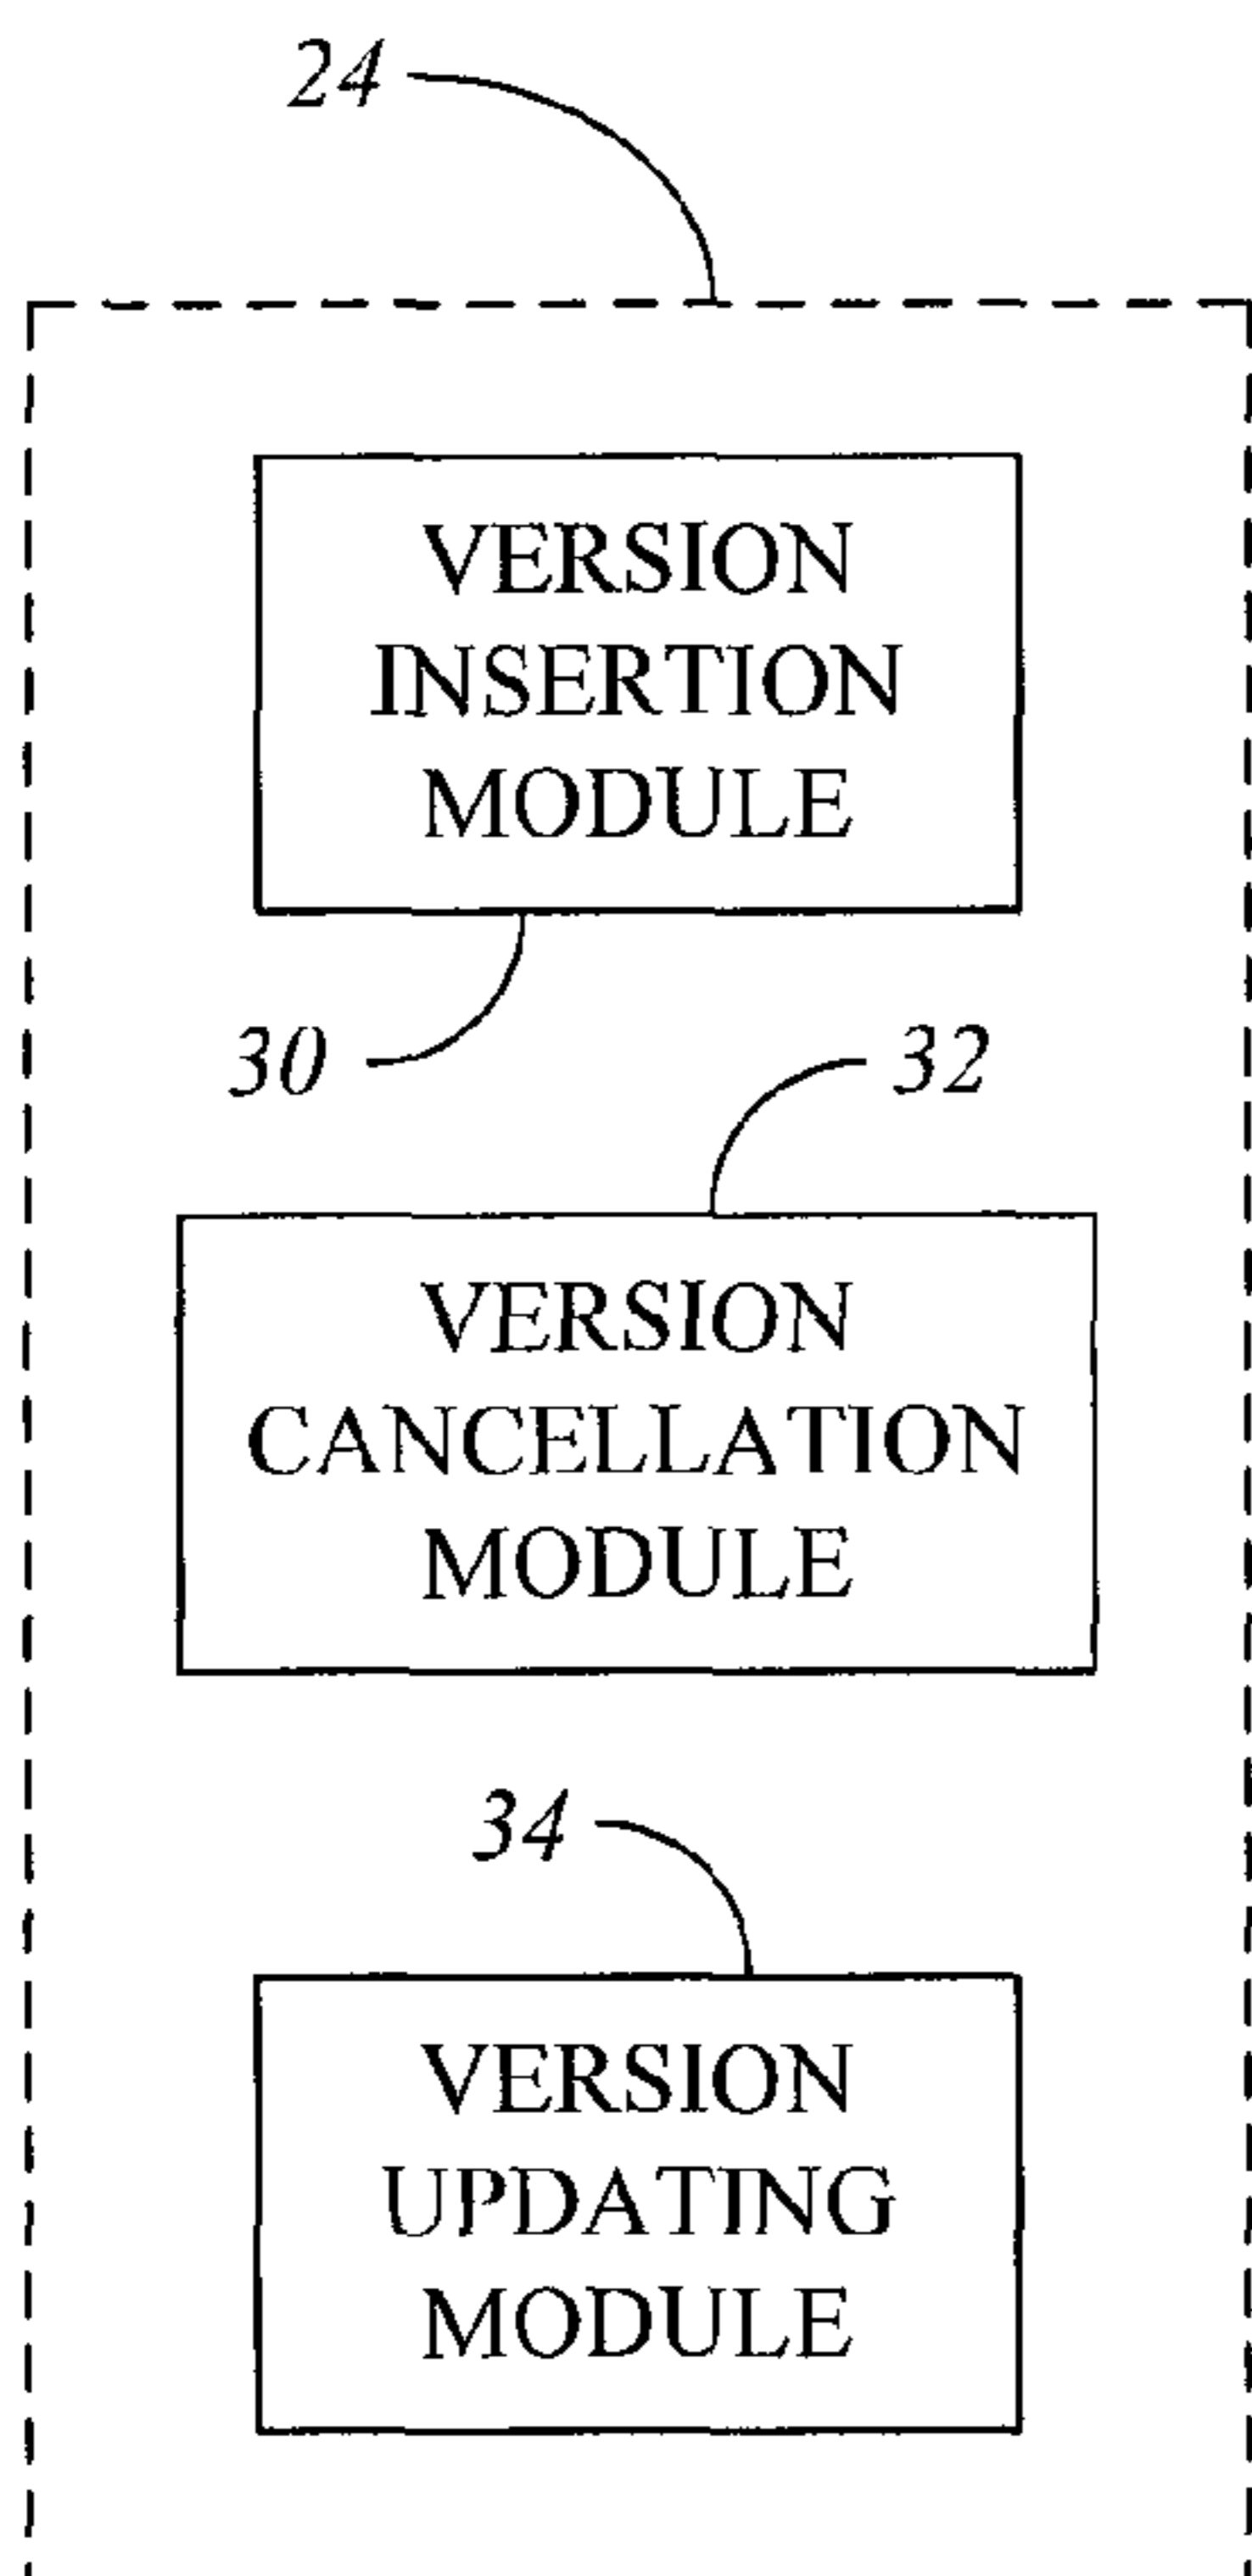 24
VERSION
INSERTION
MODULE
30
32
VERSION
CANCELLATION
MODULE
34
VERSION
UPDATING
MODULE